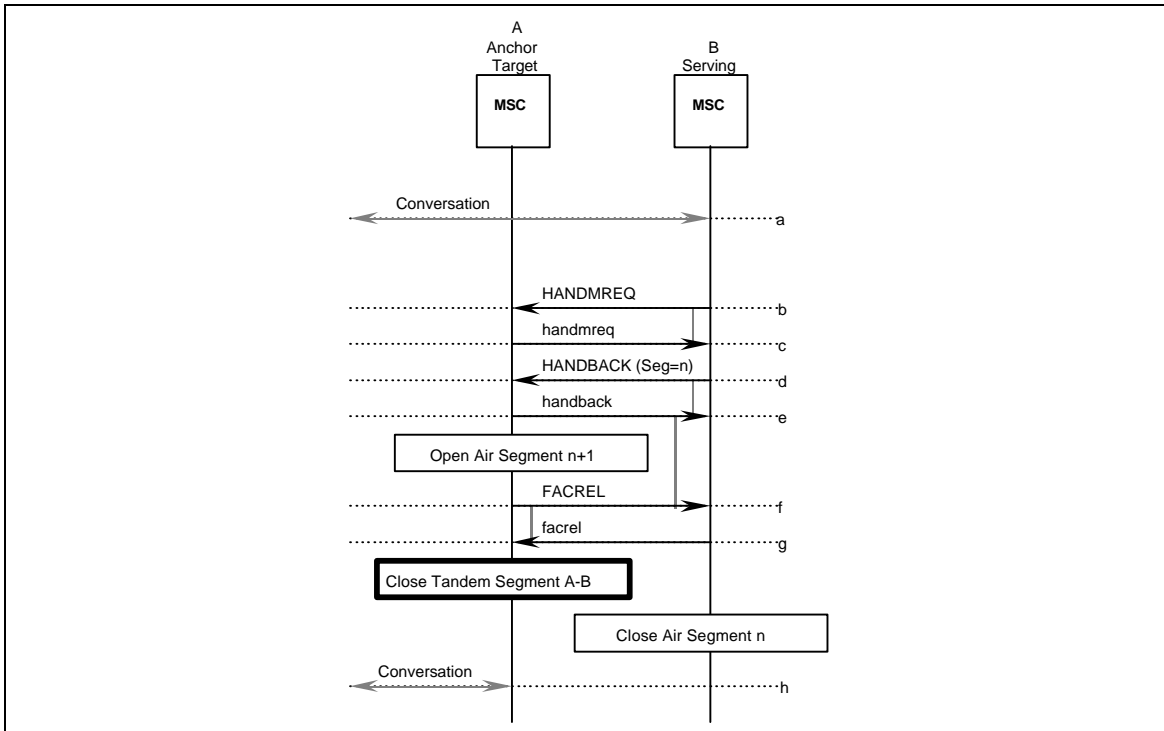 A
Anchor
Target
B
Serving
MSC
MSC
Conversation
a
HANDMREQ
b
handmreq
c
HANDBACK (Seg=n)
d
handback
e
Open Air Segment n+1
FACREL
f
facrel
g
Close Tandem Segment A-B
Close Air Segment n
Conversation
h